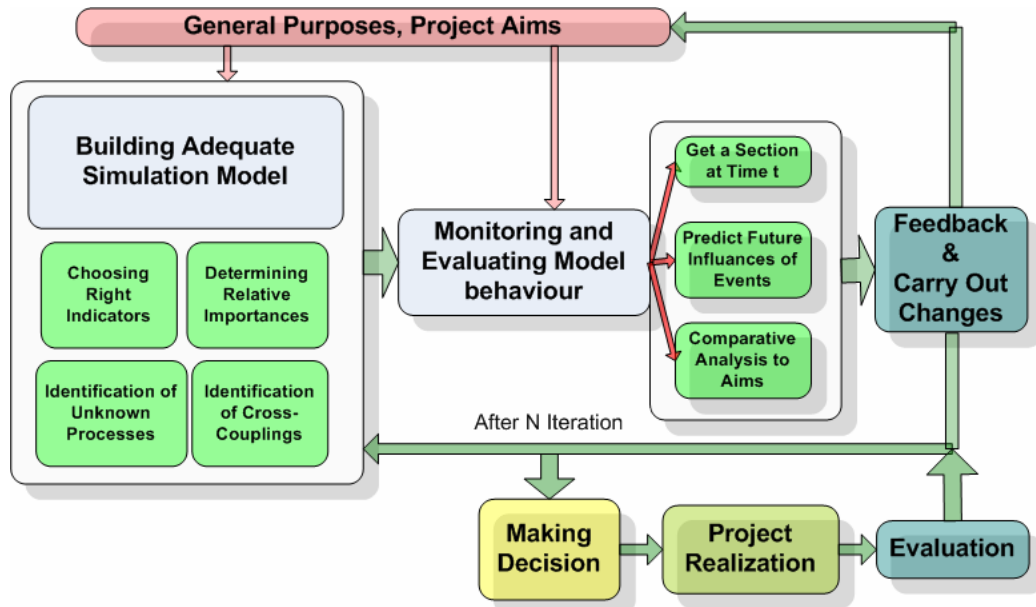 General Purposes, Project Aims
Building Adequate
Simulation Model
Choosing
Right
Indicators
Determining
Relative
Importances
Identification of
Unknown
Processes
Identification
of Cross-
Couplings
Monitoring and
Evaluating Model
behaviour
Get a Section
at Time t
Predict Future
Influences of
Events
Comparative
Analysis to
Aims
Feedback
&
Carry Out
Changes
After N Iteration
Making
Decision
Project
Realization
Evaluation